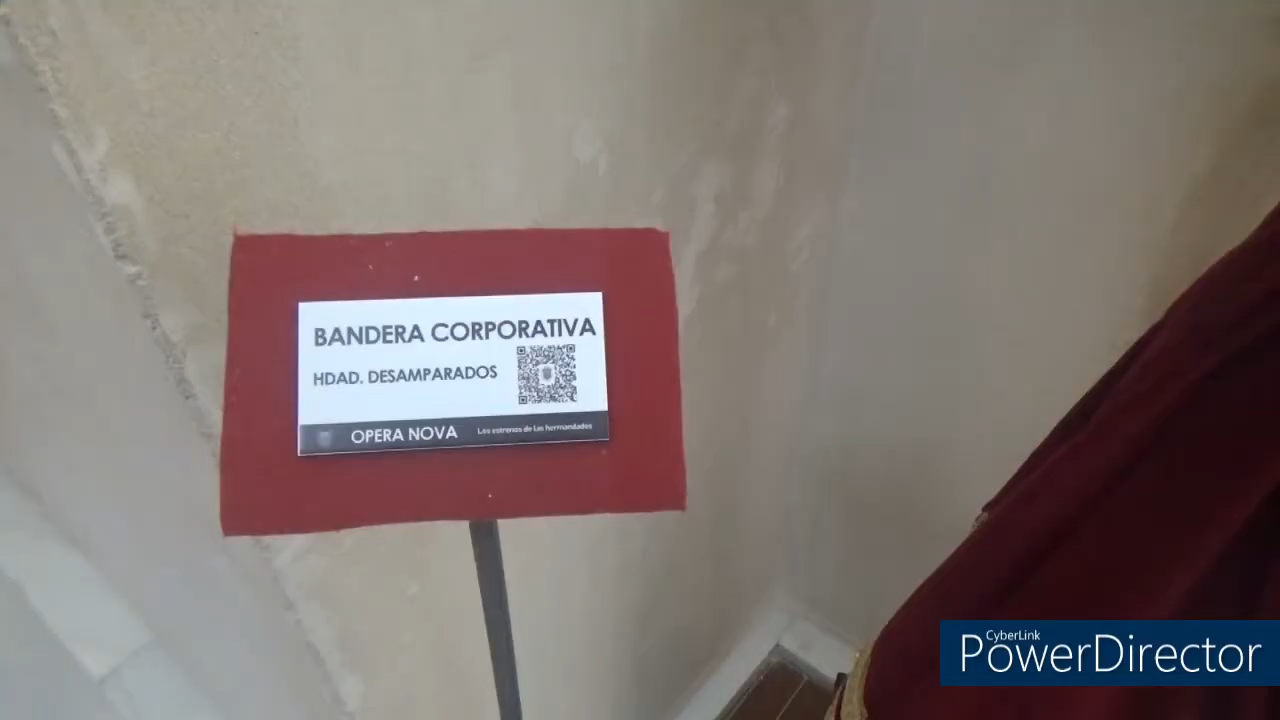 BANDERA CORPORATIVA
HDAD. DESAMPARADOS
OPERA NOVA Los estrenos de las hermandades
CyberLink
PowerDirector